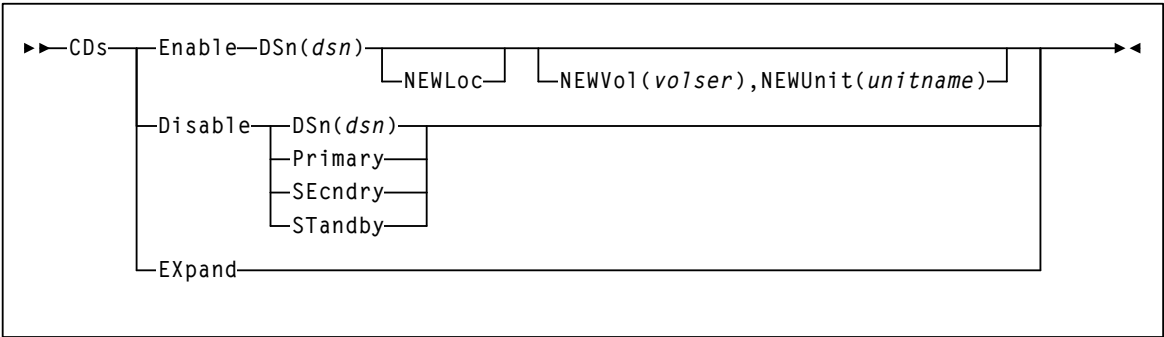 CDs Enable DSn(dsn)
NEWLoc NEWVol(volser),NEWUnit(unitname)
Disable DSn(dsn)
Primary
SEcndry
STandby
EXpand